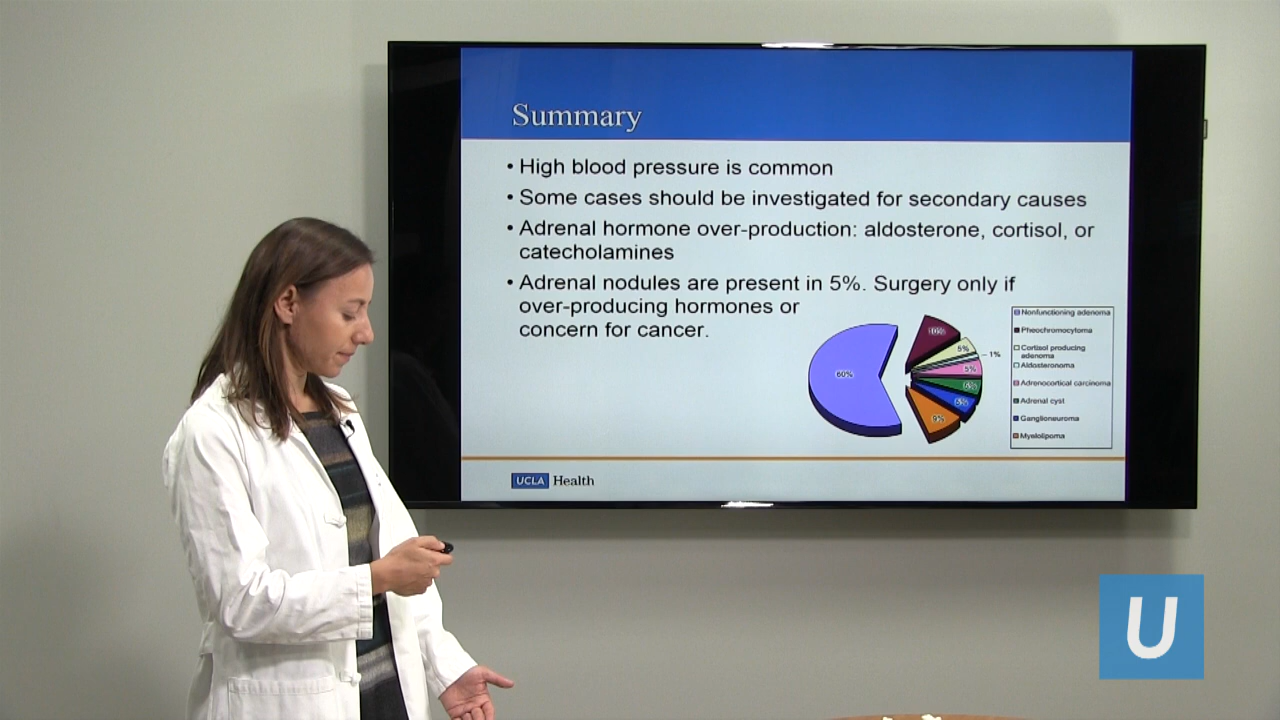 Summary
• High blood pressure is common
• Some cases should be investigated for secondary causes
• Adrenal hormone over-production: aldosterone, cortisol, or
catecholamines
• Adrenal nodules are present in 5%. Surgery only if
over-producing hormones or
concern for cancer.
60%
10%
5%
1%
5%
5%
9%
Nonfunctioning adenoma
Pheochromocytoma
Cortisol producing
adenoma
Aldosteronoma
Adrenocortical carcinoma
Adrenal cyst
Ganglioneuroma
Myelolipoma
UCLA Health
U